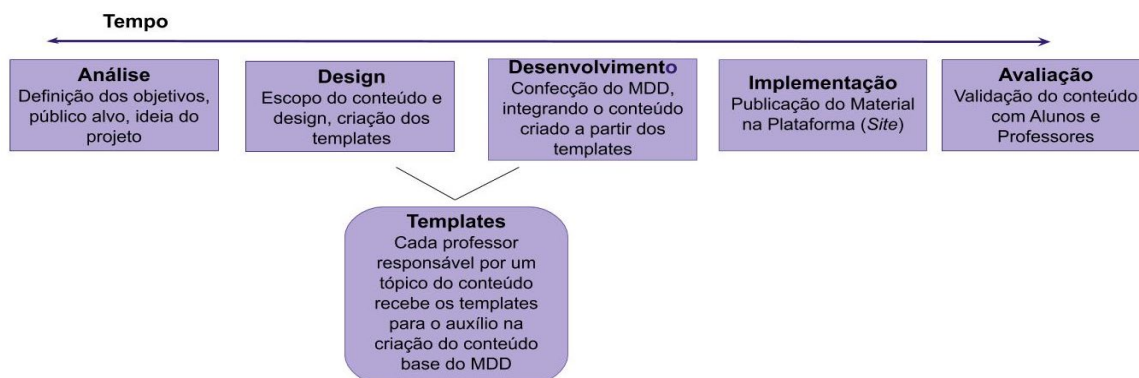 Tempo
Análise
Definição dos objetivos,
público alvo, ideia do
projeto
Design
Escopo do conteúdo e
design, criação dos
templates
Desenvolvimento
Confecção do MDD,
integrando o conteúdo
criado a partir dos
templates
Implementação
Publicação do Material
na Plataforma (Site)
Avaliação
Validação do conteúdo
com Alunos e
Professores
Templates
Cada professor
responsável por um
tópico do conteúdo
recebe os templates
para o auxílio na
criação do conteúdo
base do MDD